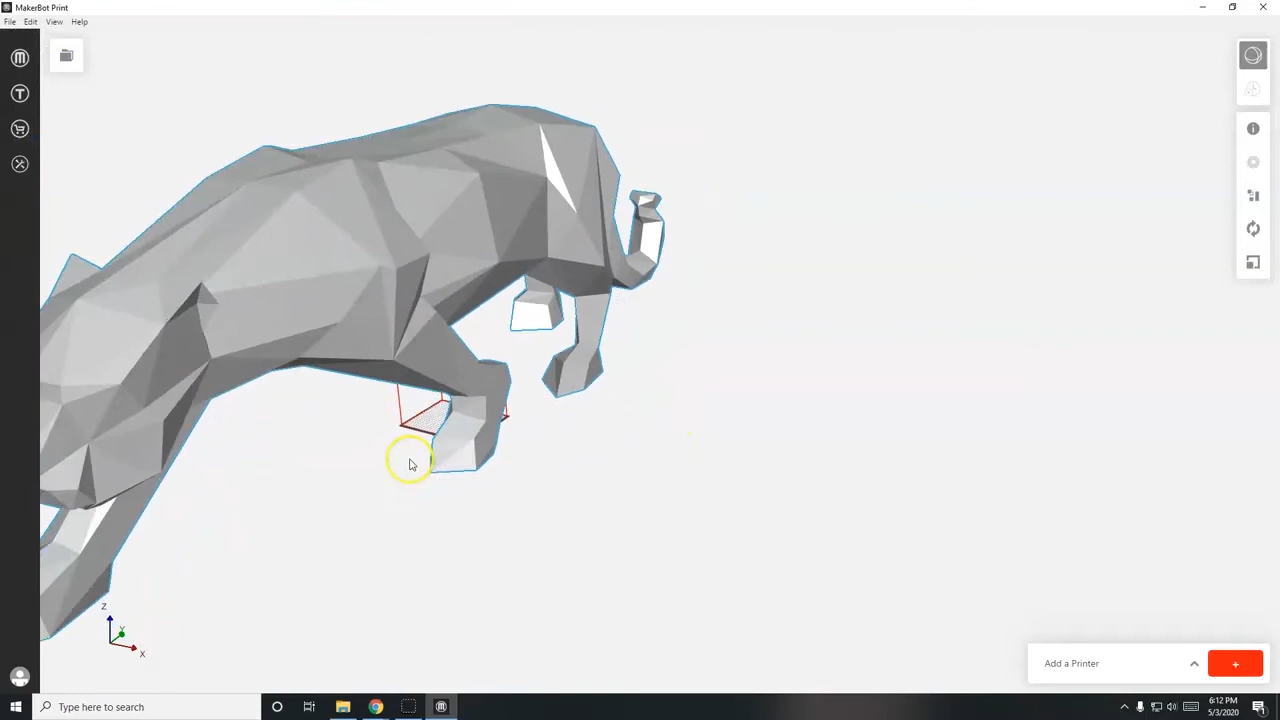 MakerBot Print
File Edit View Help
Z
Y
X
Add a Printer
Type here to search
6:12 PM
5/3/2020